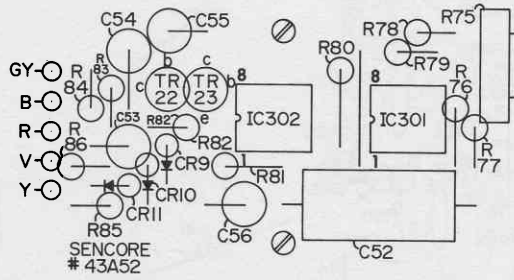 C54
C55
R78
R75
GY
R
84
R
83
b
c
R80
R79
c
TR
22
TR
23
b
8
8
R
76
B
R
R
86
C53
R82
e
IC302
IC301
R82
V
CR9
1
R81
1
R
77
Y
CR10
CR11
R85
C56
C52
SENCORE
# 43A52